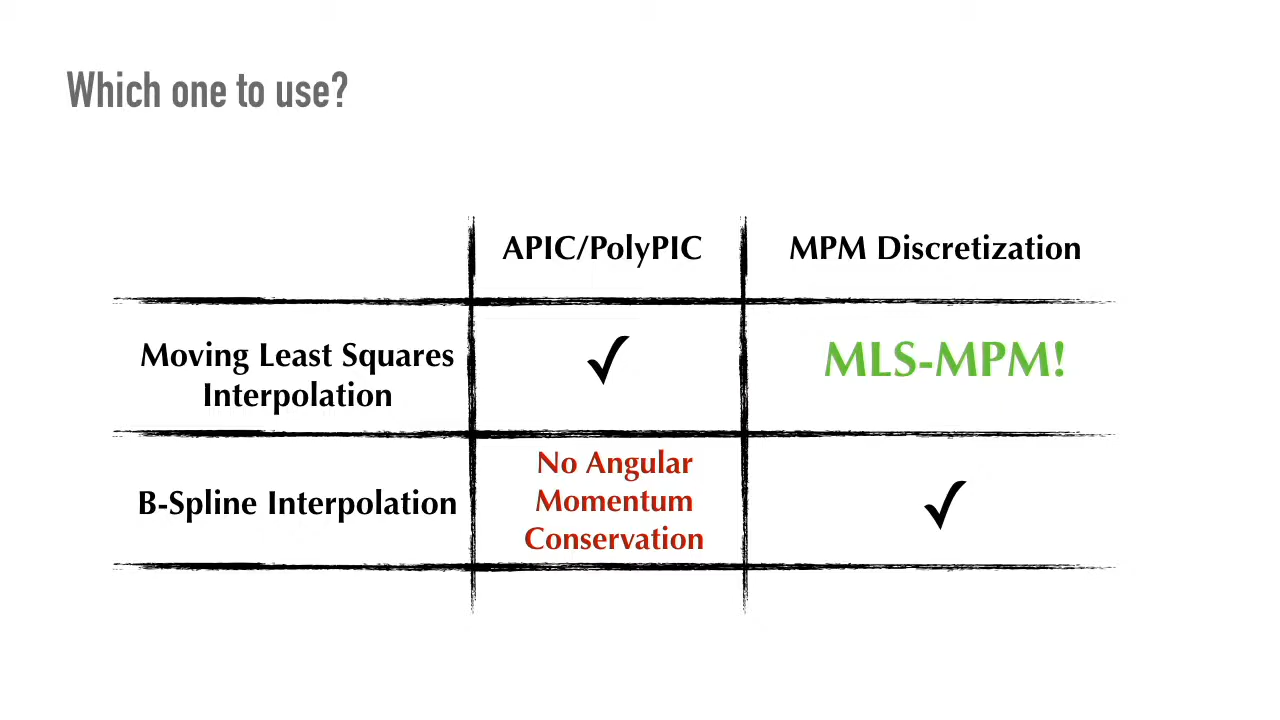 Which one to use?
APIC/PolyPIC
MPM Discretization
Moving Least Squares
Interpolation
✓
MLS-MPM!
B-Spline Interpolation
No Angular
Momentum
Conservation
✓